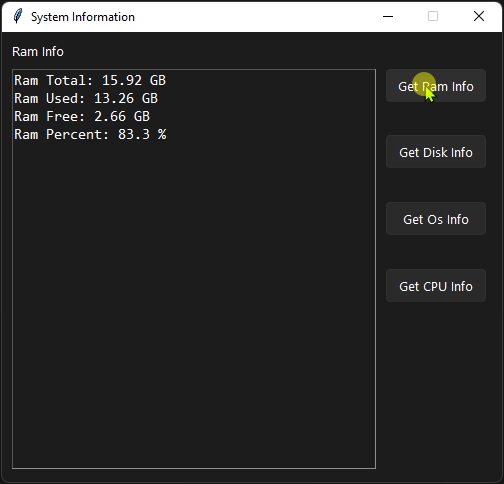 System Information
Ram Info
Ram Total: 15.92 GB
Ram Used: 13.26 GB
Ram Free: 2.66 GB
Ram Percent: 83.3 %
Get Ram Info
Get Disk Info
Get Os Info
Get CPU Info